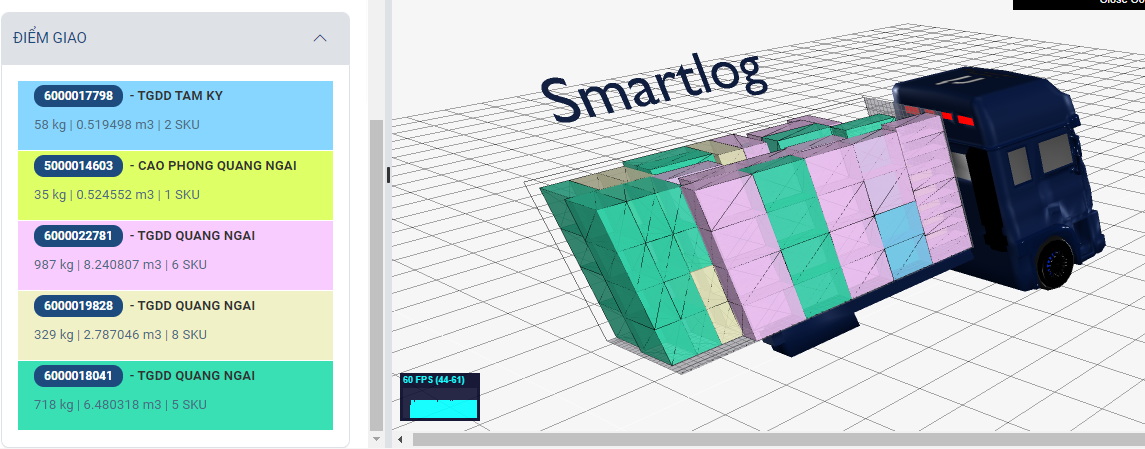 ĐIỂM GIAO
6000017798 - TGDD TAM KY
58 kg | 0.519498 m3 | 2 SKU
5000014603 - CAO PHONG QUANG NGAI
35 kg | 0.524552 m3 | 1 SKU
6000022781 - TGDD QUANG NGAI
987 kg | 8.240807 m3 | 6 SKU
6000019828 - TGDD QUANG NGAI
329 kg | 2.787046 m3 | 8 SKU
6000018041 - TGDD QUANG NGAI
718 kg | 6.480318 m3 | 5 SKU
Smartlog
60 FPS (44-61)